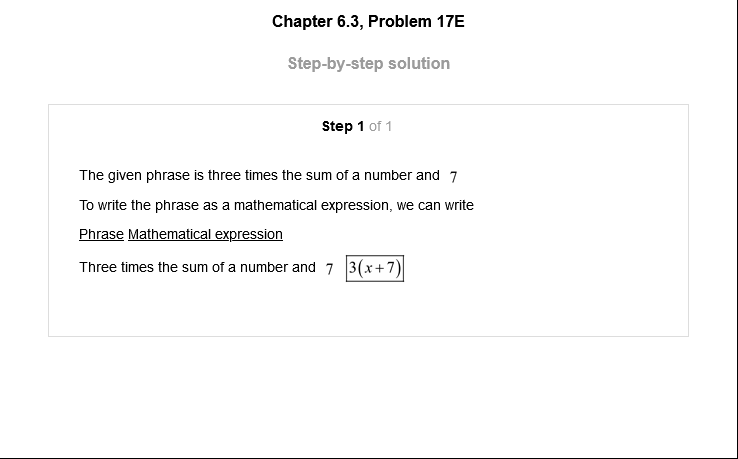 Chapter 6.3, Problem 17E
Step-by-step solution
Step 1 of 1
The given phrase is three times the sum of a number and 7
To write the phrase as a mathematical expression, we can write
Phrase Mathematical expression
Three times the sum of a number and 7 3(x+7)